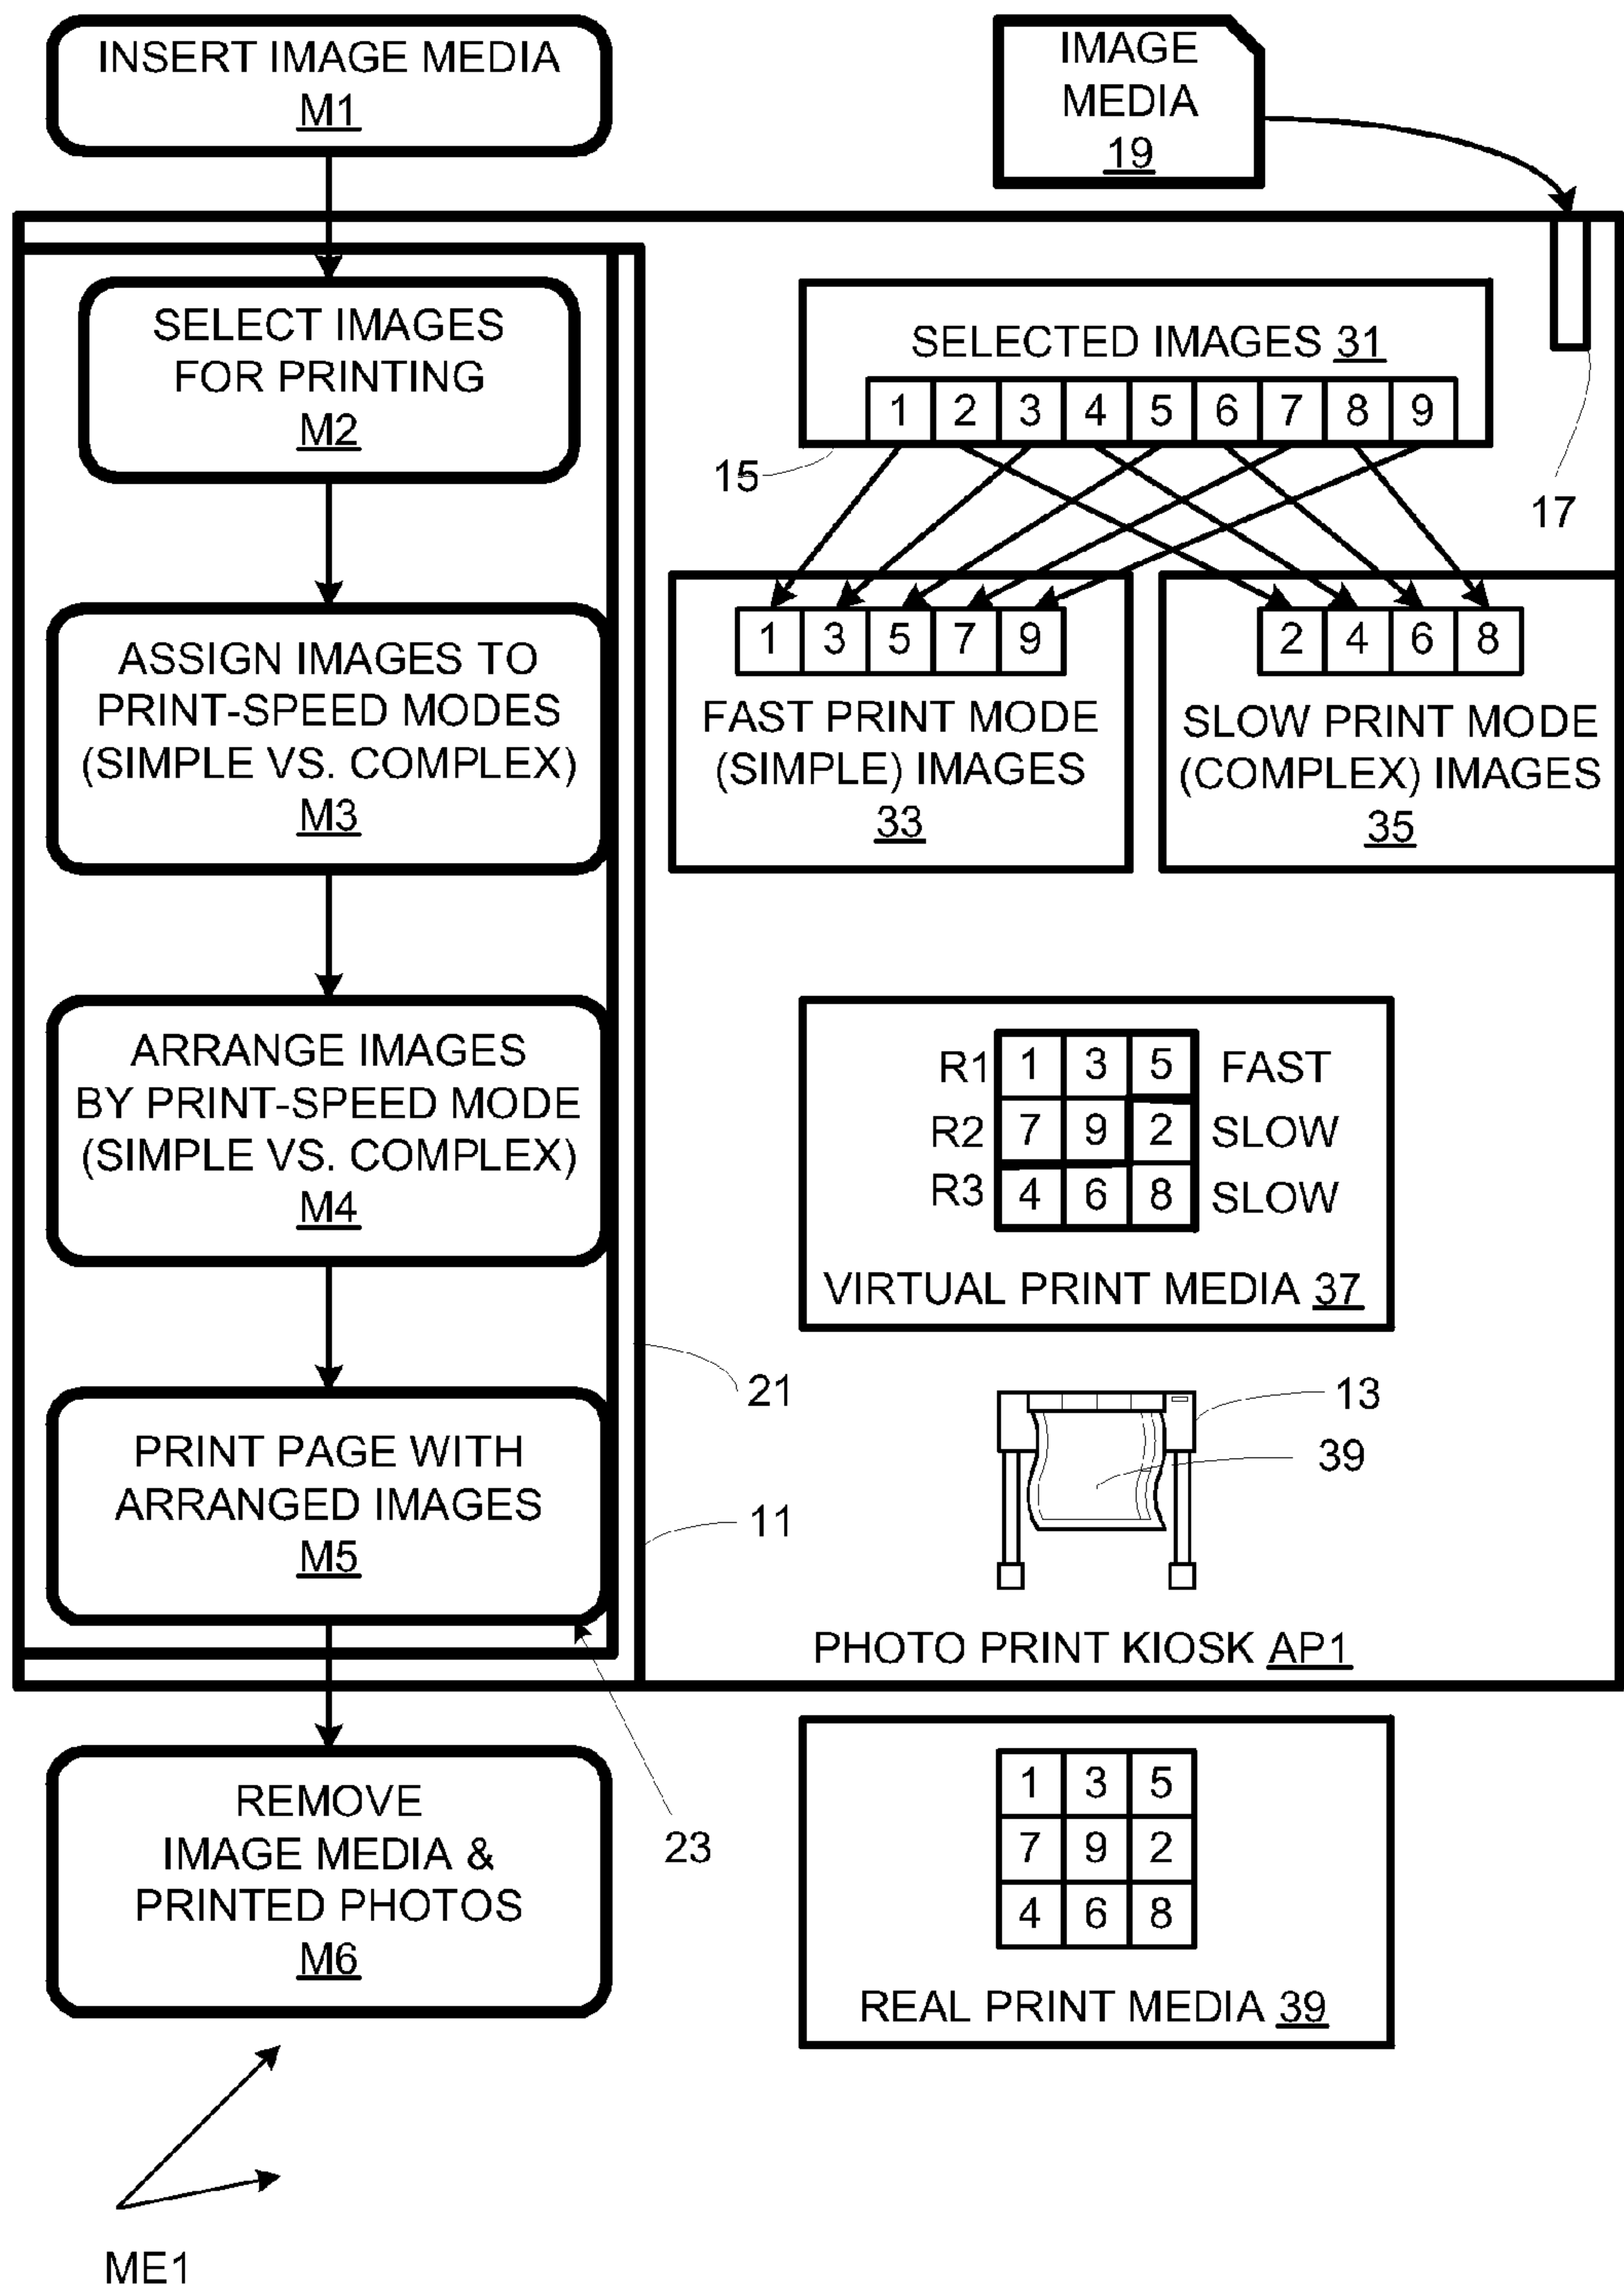 INSERT IMAGE MEDIA
M1
IMAGE
MEDIA
19
SELECT IMAGES
FOR PRINTING
M2
SELECTED IMAGES 31
1 2 3 4 5 6 7 8 9
15
17
ASSIGN IMAGES TO
PRINT-SPEED MODES
(SIMPLE VS. COMPLEX)
M3
1 3 5 7 9
FAST PRINT MODE
(SIMPLE) IMAGES
33
2 4 6 8
SLOW PRINT MODE
(COMPLEX) IMAGES
35
ARRANGE IMAGES
BY PRINT-SPEED MODE
(SIMPLE VS. COMPLEX)
M4
R1 1 3 5 FAST
R2 7 9 2 SLOW
R3 4 6 8 SLOW
VIRTUAL PRINT MEDIA 37
PRINT PAGE WITH
ARRANGED IMAGES
M5
21
11
13
39
PHOTO PRINT KIOSK AP1
REMOVE
IMAGE MEDIA &
PRINTED PHOTOS
M6
23
1 3 5
7 9 2
4 6 8
REAL PRINT MEDIA 39
ME1